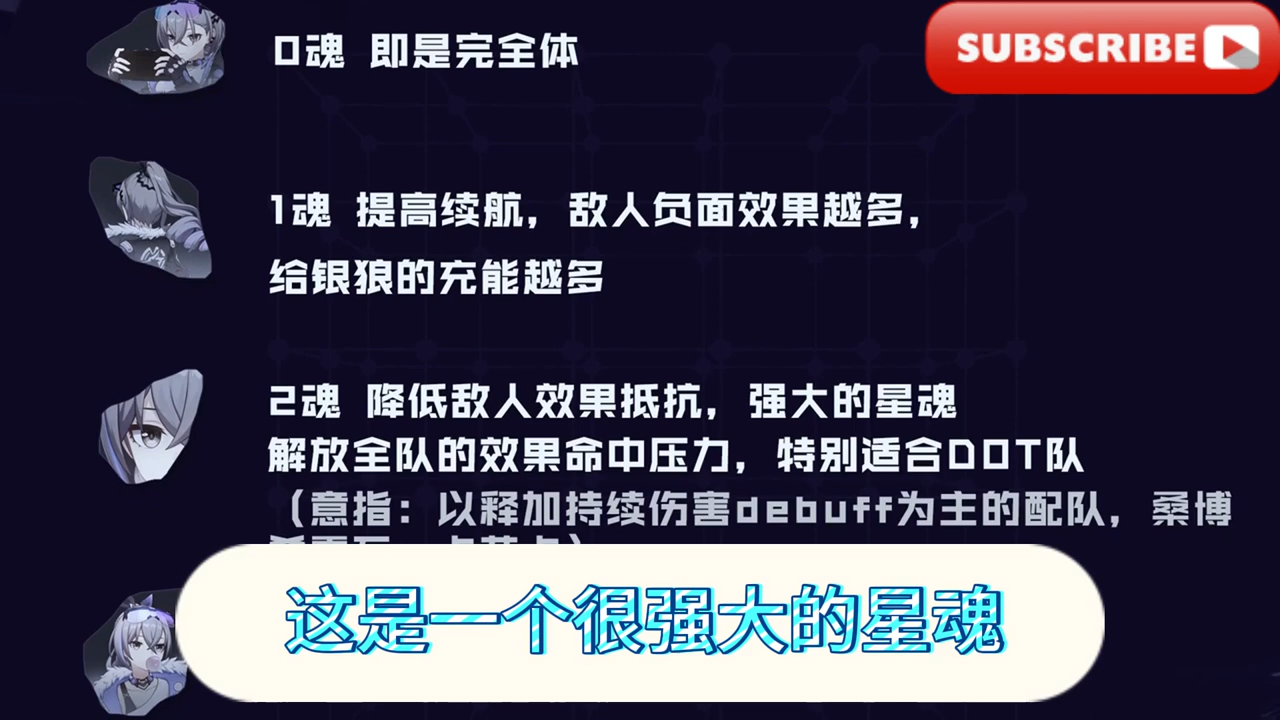 0魂 即是完全体
SUBSCRIBE
1魂 提高续航，敌人负面效果越多，
给银狼的充能越多
2魂 降低敌人效果抵抗，强大的星魂
解放全队的效果命中压力，特别适合DOT队
（意指：以释加持续伤害debuff为主的配队，桑博
这是一个很强大的星魂